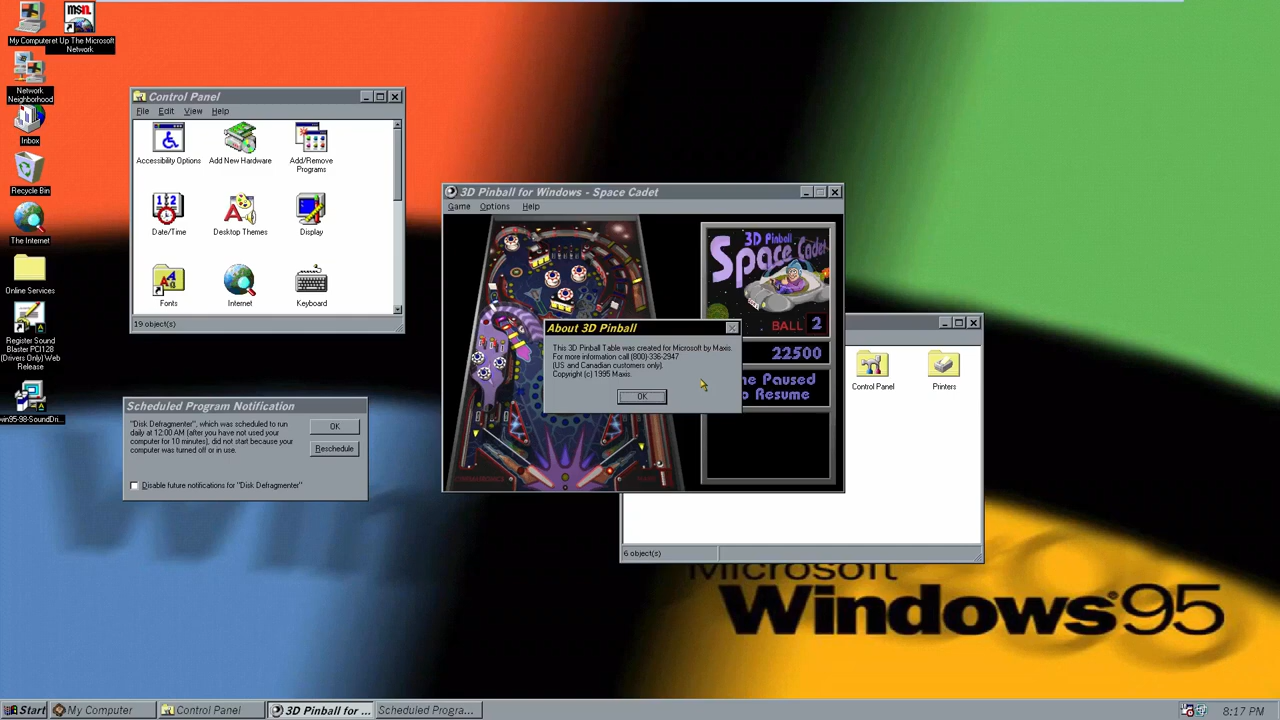 My Computer
et Up The Microsoft
Network
msn
Network
Neighborhood
Inbox
Recycle Bin
The Internet
Online Services
Register Sound
Blaster PCI128
(Drivers Only) Web
Release
win95-98-SoundDri...
Control Panel
File Edit View Help
Accessibility Options Add New Hardware Add/Remove
Programs
Date/Time Desktop Themes Display
Fonts Internet Keyboard
19 object(s)
Scheduled Program Notification
"Disk Defragmenter", which was scheduled to run
daily at 12:00 AM (after you have not used your
computer for 10 minutes), did not start because your
computer was turned off or in use.
OK
Reschedule
Disable future notifications for "Disk Defragmenter"
3D Pinball for Windows - Space Cadet
Game Options Help
3D Pinball
Space Cadet
BALL 2
22500
me Paused
o Resume
About 3D Pinball
This 3D Pinball Table was created for Microsoft by Maxis.
For more information call (800)-336-2947
(US and Canadian customers only).
Copyright (c) 1995 Maxis.
OK
Control Panel Printers
6 object(s)
Microsoft
Windows 95
Start My Computer Control Panel 3D Pinball for ... Scheduled Progra... 8:17 PM